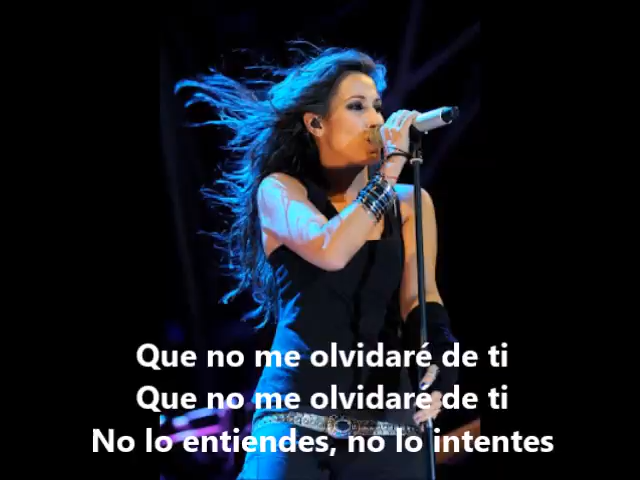 Que no me olvidaré de ti
Que no me olvidaré de ti
No lo entiendes, no lo intentes